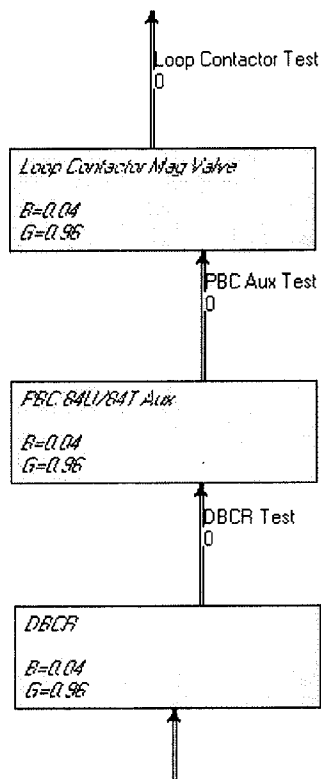 Loop Contactor Test
0
Loop Contactor Mag Valve
B=0.04
G=0.96
PBC Aux Test
0
PBC 84U/84T Aux
B=0.04
G=0.96
DBCR Test
0
DBCR
B=0.04
G=0.96